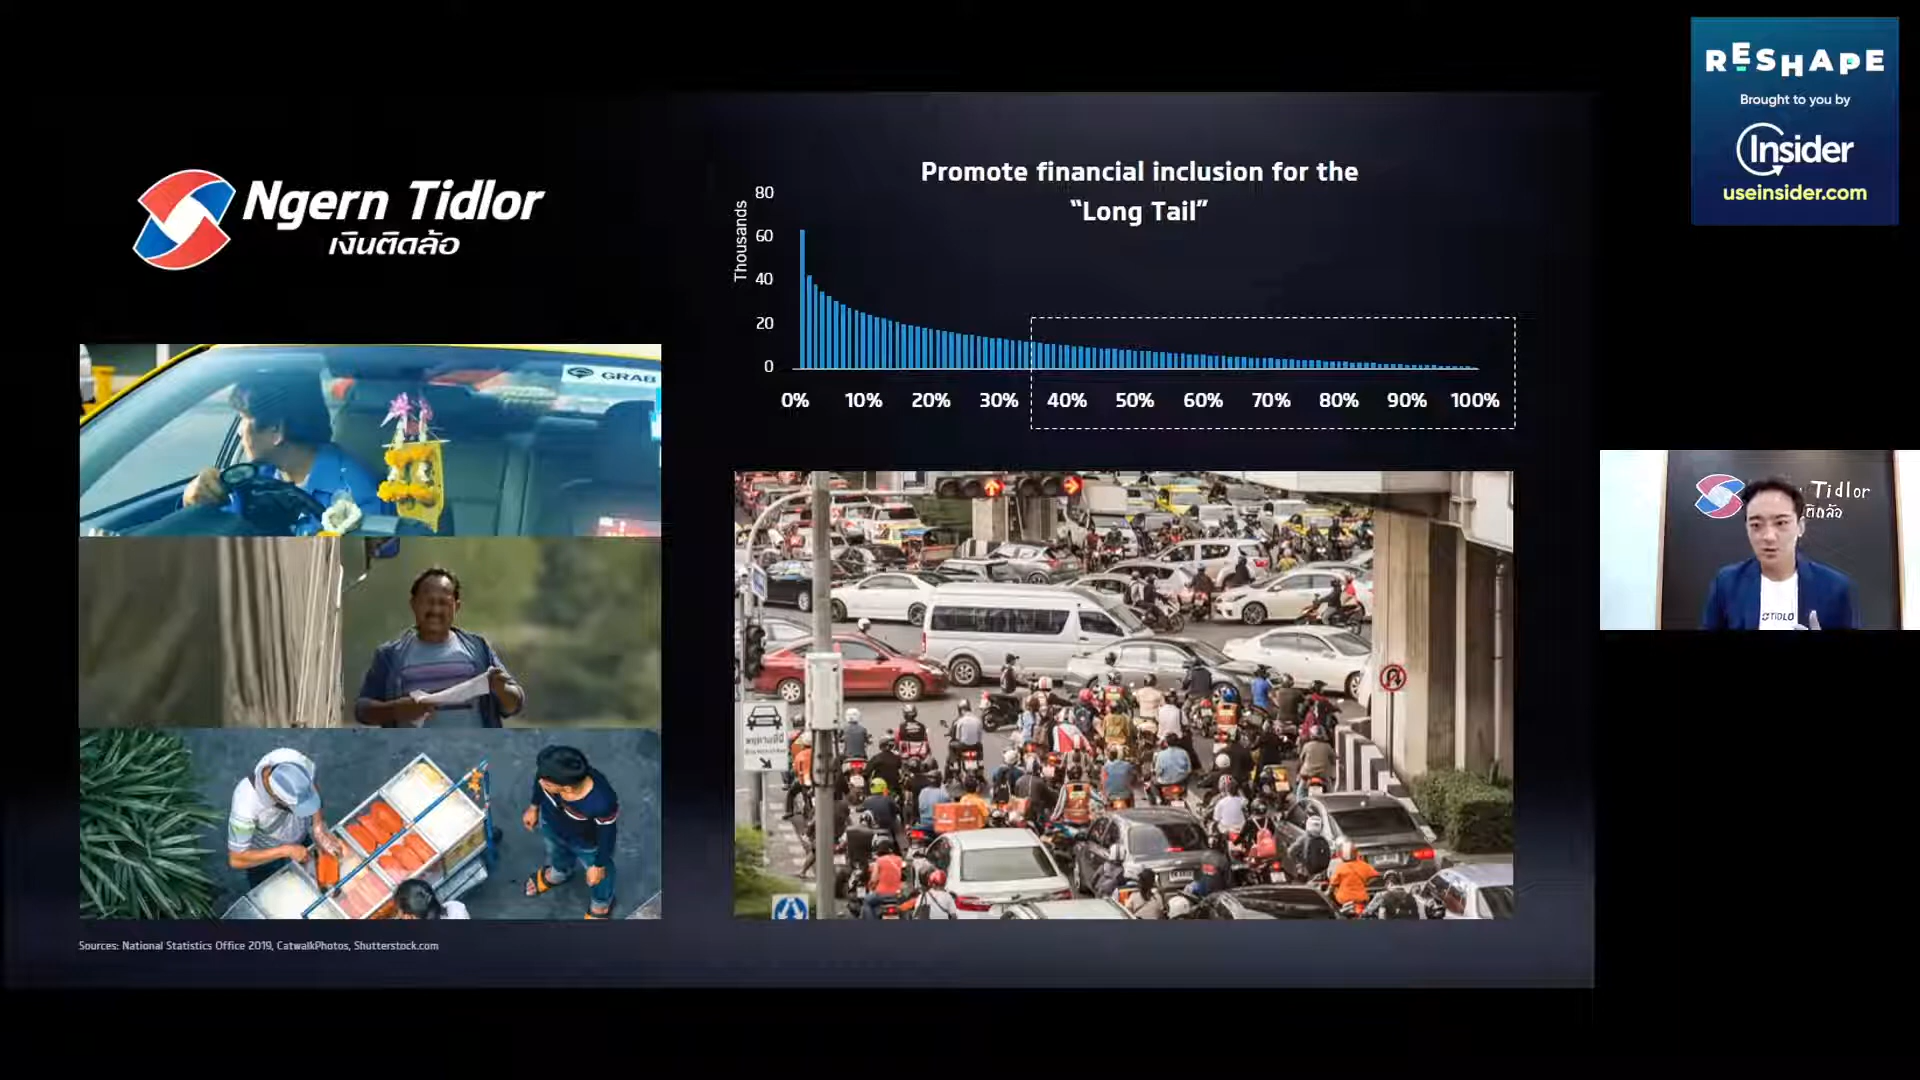 RESHAPE
Brought to you by
Insider
useinsider.com
Ngern Tidlor
เงินติดล้อ
Promote financial inclusion for the
“Long Tail”
Thousands
80
60
40
20
0
0% 10% 20% 30% 40% 50% 60% 70% 80% 90% 100%
GRAB
Tidlor
ติดล้อ
TIDLO
Sources: National Statistics Office 2019, CatwalkPhotos, Shutterstock.com